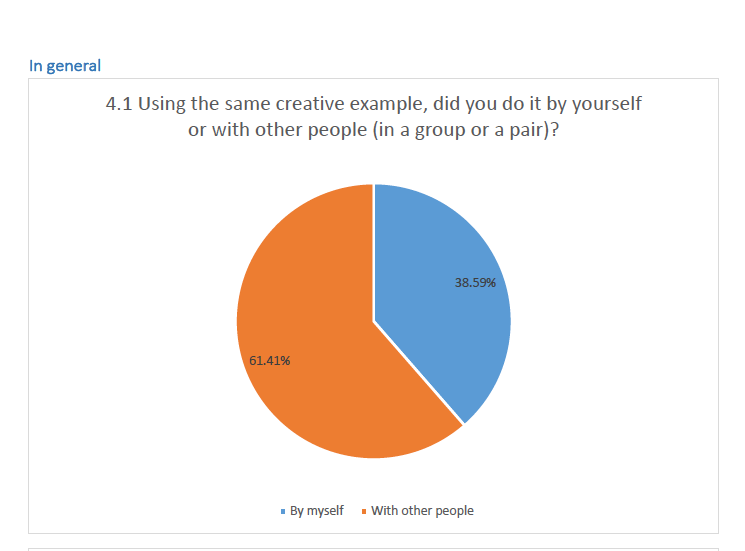 In general
4.1 Using the same creative example, did you do it by yourself
or with other people (in a group or a pair)?
38.59%
61.41%
By myself With other people